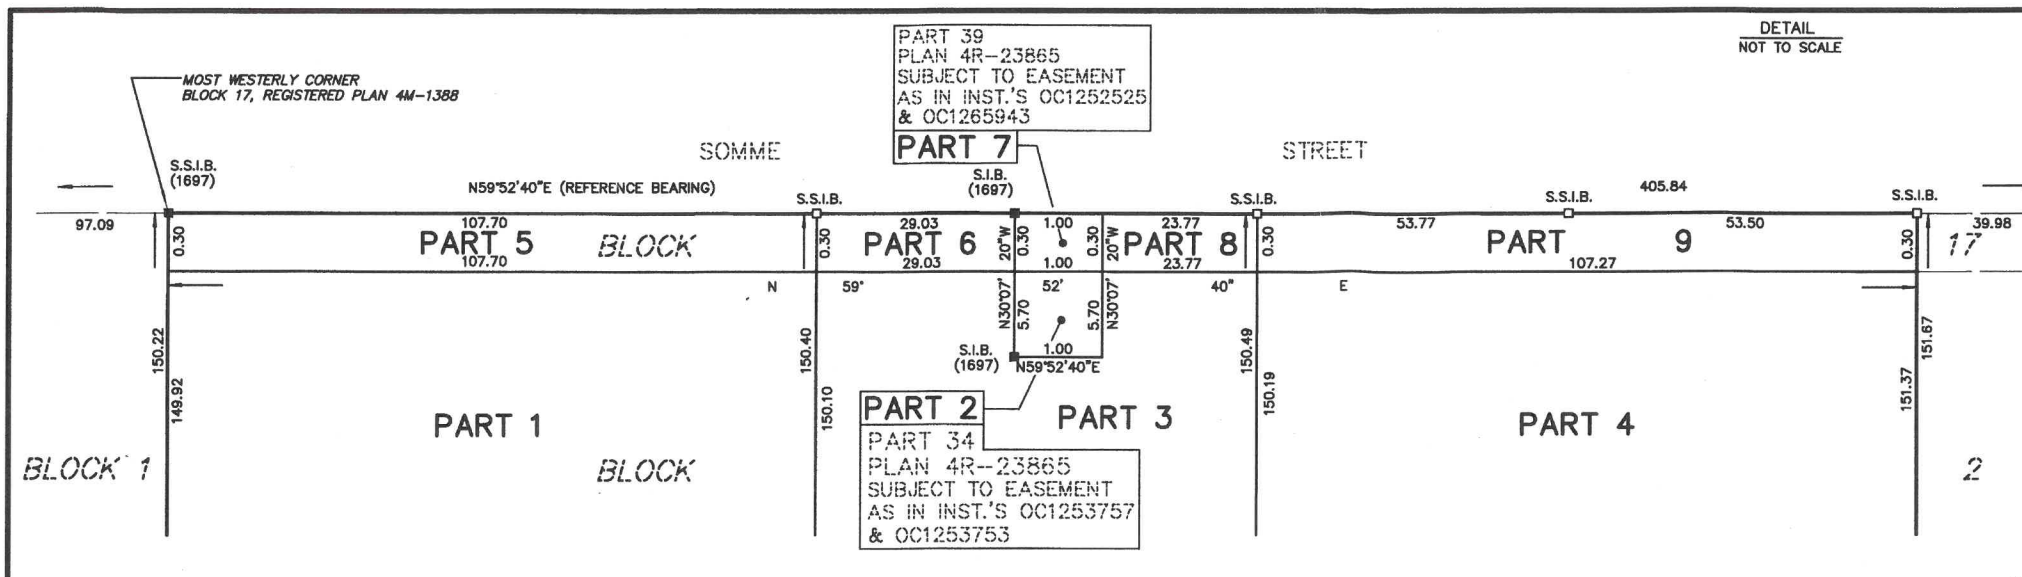 DETAIL
NOT TO SCALE
PART 39
PLAN 4R-23865
SUBJECT TO EASEMENT
AS IN INST.'S OC1252525
& OC1265943
PART 7
MOST WESTERLY CORNER
BLOCK 17, REGISTERED PLAN 4M-1388
SOMME STREET
S.S.I.B.
(1697)
N59°52'40"E (REFERENCE BEARING)
S.S.I.B.
S.I.B.
(1697)
S.S.I.B.
S.S.I.B.
405.84
S.S.I.B.
97.09
107.70
29.03
1.00
23.77
53.77
53.50
39.98
0.30
PART 5
BLOCK
0.30
PART 6
N30°07'20"W
0.30
0.30
N30°07'20"W
PART 8
0.30
PART 9
0.30
17
107.70
29.03
1.00
23.77
107.27
N 59° 52' 40" E
150.22
149.92
150.40
150.10
5.70
5.70
150.49
150.19
151.67
151.37
S.I.B.
(1697)
1.00
N59°52'40"E
PART 1
PART 2
PART 3
PART 4
PART 34
PLAN 4R-23865
SUBJECT TO EASEMENT
AS IN INST.'S OC1253757
& OC1253753
BLOCK 1
BLOCK
2